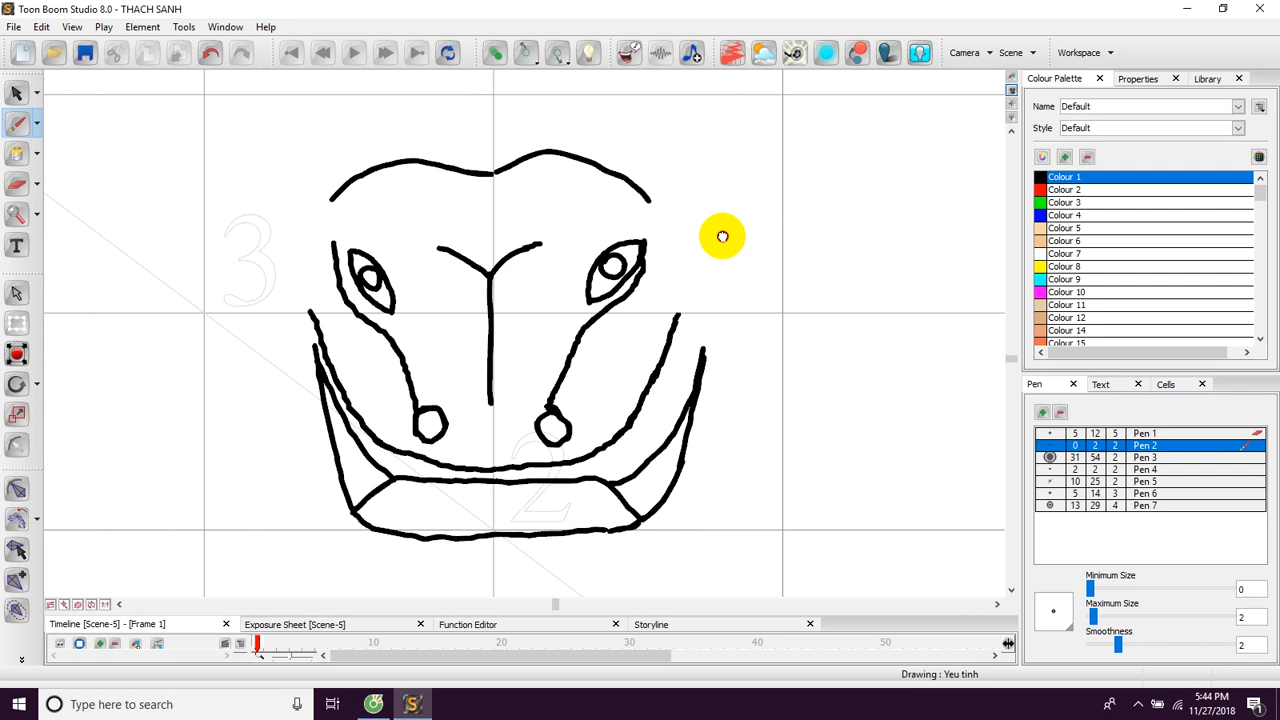 Toon Boom Studio 8.0 - THACH SANH
File Edit View Play Element Tools Window Help
Camera Scene Workspace
Colour Palette Properties Library
Name Default
Style Default
Colour 1
Colour 2
Colour 3
Colour 4
Colour 5
Colour 6
Colour 7
Colour 8
Colour 9
Colour 10
Colour 11
Colour 12
Colour 14
Colour 15
3
2
Pen Text Cells
5 12 5 Pen 1
0 2 2 Pen 2
31 54 2 Pen 3
2 2 2 Pen 4
10 25 2 Pen 5
5 14 3 Pen 6
13 29 4 Pen 7
Minimum Size
0
Maximum Size
2
Smoothness
2
Timeline [Scene-5] - [Frame 1] Exposure Sheet [Scene-5] Function Editor Storyline
10 20 30 40 50
Drawing : Yeu tinh
Type here to search
5:44 PM
11/27/2018